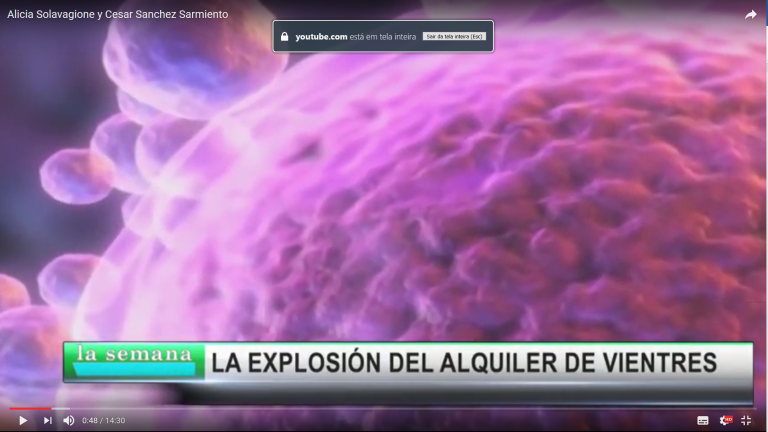 Alicia Solavagione y Cesar Sanchez Sarmiento
youtube.com está em tela inteira Sair da tela inteira (Esc)
la semana
LA EXPLOSIÓN DEL ALQUILER DE VIENTRES
0:48 / 14:30
HD